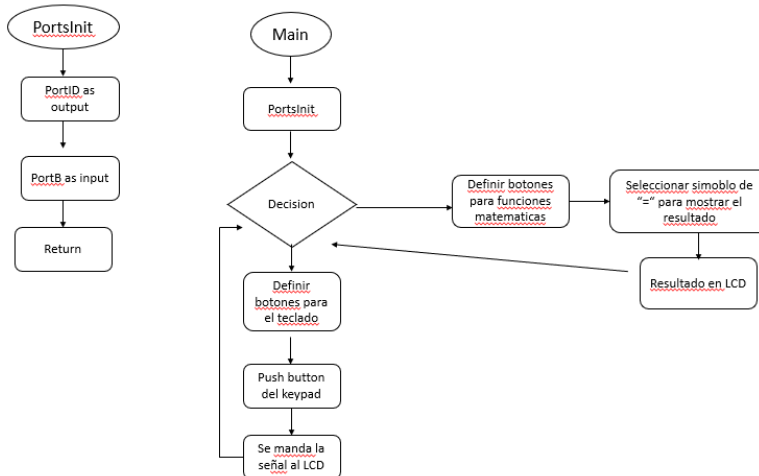 PortsInit
PortID as
output
PortB as input
Return
Main
PortsInit
Decision
Definir
botones para
el teclado
Push button
del keypad
Se manda la
señal al LCD
Definir botones
para funciones
matematicas
Seleccionar simoblo de
“=“ para mostrar el
resultado
Resultado en LCD